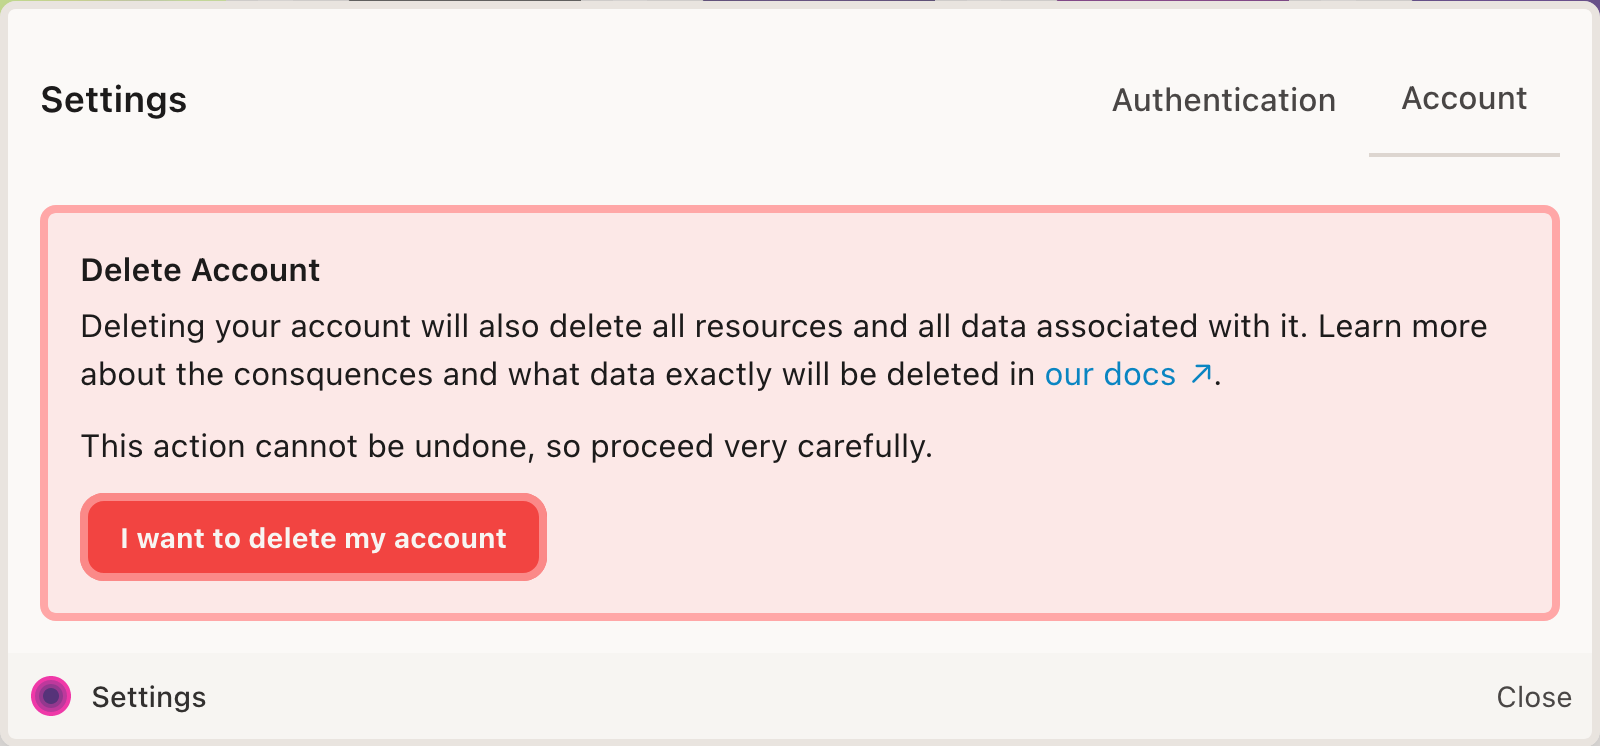 Settings
Authentication
Account
Delete Account
Deleting your account will also delete all resources and all data associated with it. Learn more
about the consquences and what data exactly will be deleted in our docs ↗.
This action cannot be undone, so proceed very carefully.
I want to delete my account
Settings
Close